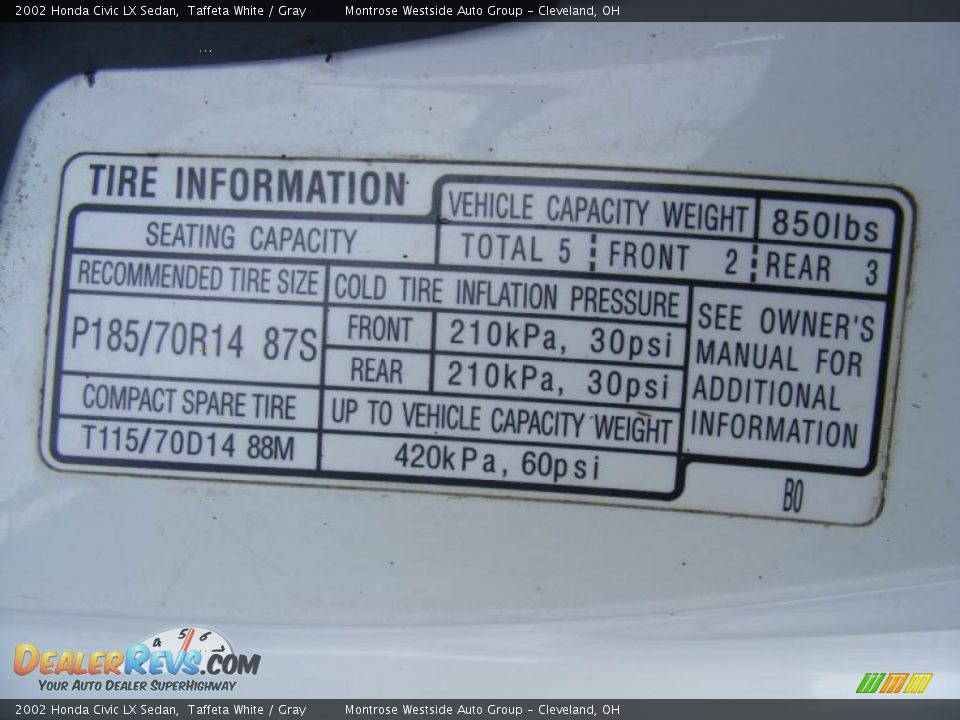 2002 Honda Civic LX Sedan, Taffeta White / Gray Montrose Westside Auto Group - Cleveland, OH
TIRE INFORMATION
VEHICLE CAPACITY WEIGHT 850lbs
SEATING CAPACITY TOTAL 5 FRONT 2 REAR 3
RECOMMENDED TIRE SIZE COLD TIRE INFLATION PRESSURE
P185/70R14 87S
FRONT 210kPa, 30psi
REAR 210kPa, 30psi
SEE OWNER'S
MANUAL FOR
ADDITIONAL
INFORMATION
COMPACT SPARE TIRE UP TO VEHICLE CAPACITY WEIGHT
T115/70D14 88M 420kPa, 60psi
B0
4 5 6 7
DEALERREVS.COM
YOUR AUTO DEALER SUPERHIGHWAY
2002 Honda Civic LX Sedan, Taffeta White / Gray Montrose Westside Auto Group - Cleveland, OH